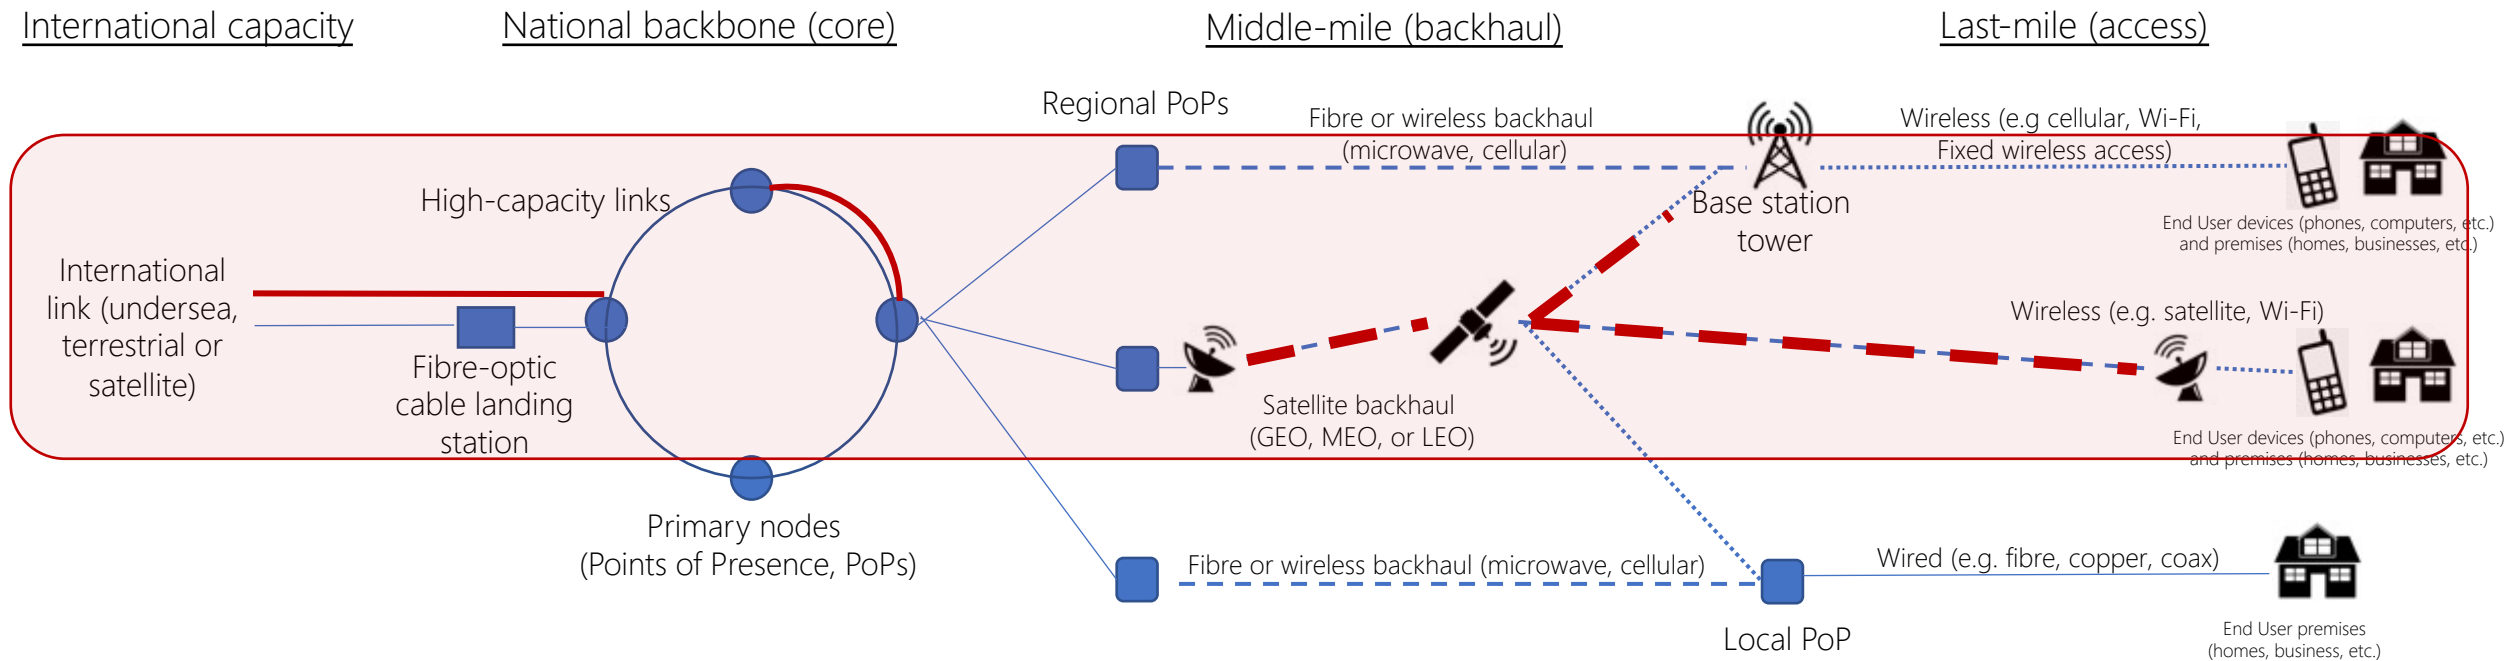 International capacity
National backbone (core)
Middle-mile (backhaul)
Last-mile (access)
Regional PoPs
Fibre or wireless backhaul
(microwave, cellular)
Wireless (e.g cellular, Wi-Fi,
Fixed wireless access)
High-capacity links
Base station
tower
End User devices (phones, computers, etc.)
and premises (homes, businesses, etc.)
International
link (undersea,
terrestrial or
satellite)
Fibre-optic
cable landing
station
Wireless (e.g. satellite, Wi-Fi)
Satellite backhaul
(GEO, MEO, or LEO)
End User devices (phones, computers, etc.)
and premises (homes, businesses, etc.)
Primary nodes
(Points of Presence, PoPs)
Fibre or wireless backhaul (microwave, cellular)
Wired (e.g. fibre, copper, coax)
Local PoP
End User premises
(homes, business, etc.)